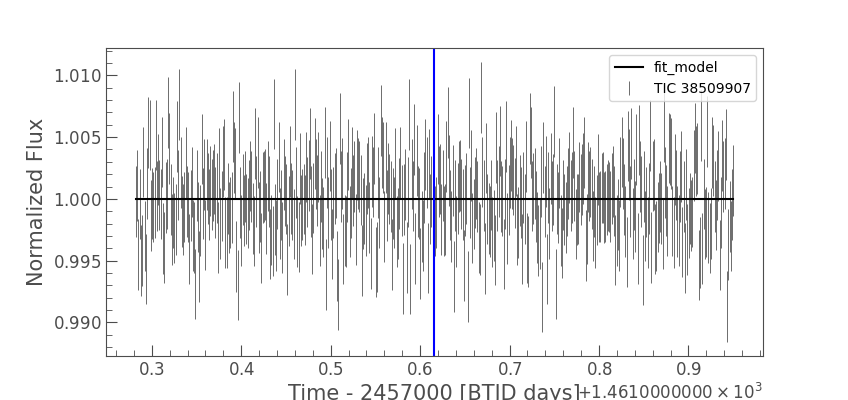 fit_model
TIC 38509907
1.010
1.005
1.000
0.995
0.990
Normalized Flux
0.3 0.4 0.5 0.6 0.7 0.8 0.9
Time - 2457000 [BTJD days]
+1.4610000000 × 10³